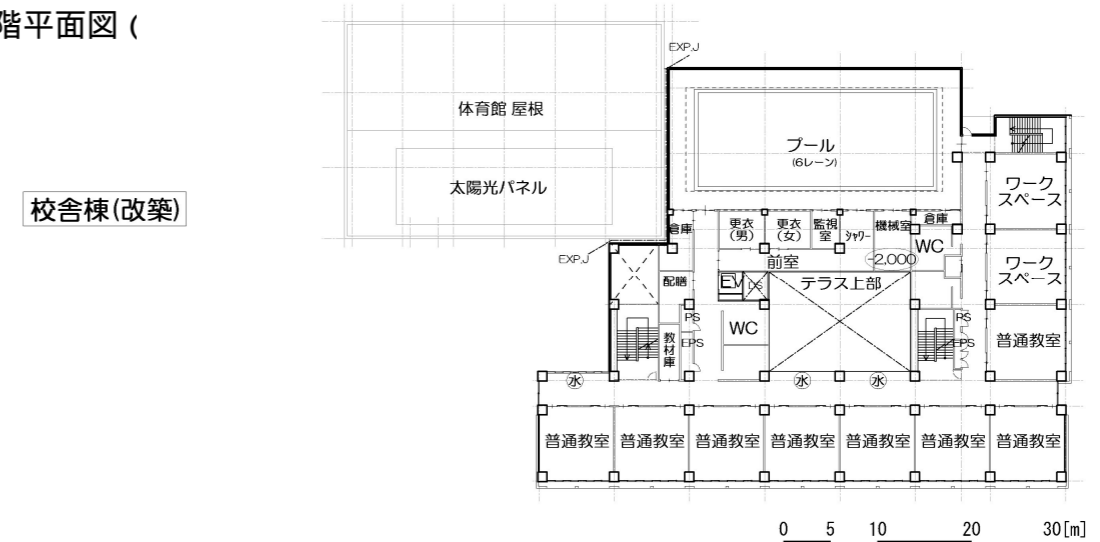 階平面図 (
校舎棟(改築)
EXP.J
体育館 屋根
太陽光パネル
プール
(6レーン)
ワーク
スペース
倉庫
更衣
(男)
更衣
(女)
監視
室
シャワー
機械室
倉庫
WC
EXP.J
前室
-2,000
ワーク
スペース
配膳
EV
DS
テラス上部
PS
WC
PS
教
材
庫
EPS
EPS
普通教室
水
水
水
普通教室
普通教室
普通教室
普通教室
普通教室
普通教室
普通教室
0 5 10 20 30[m]